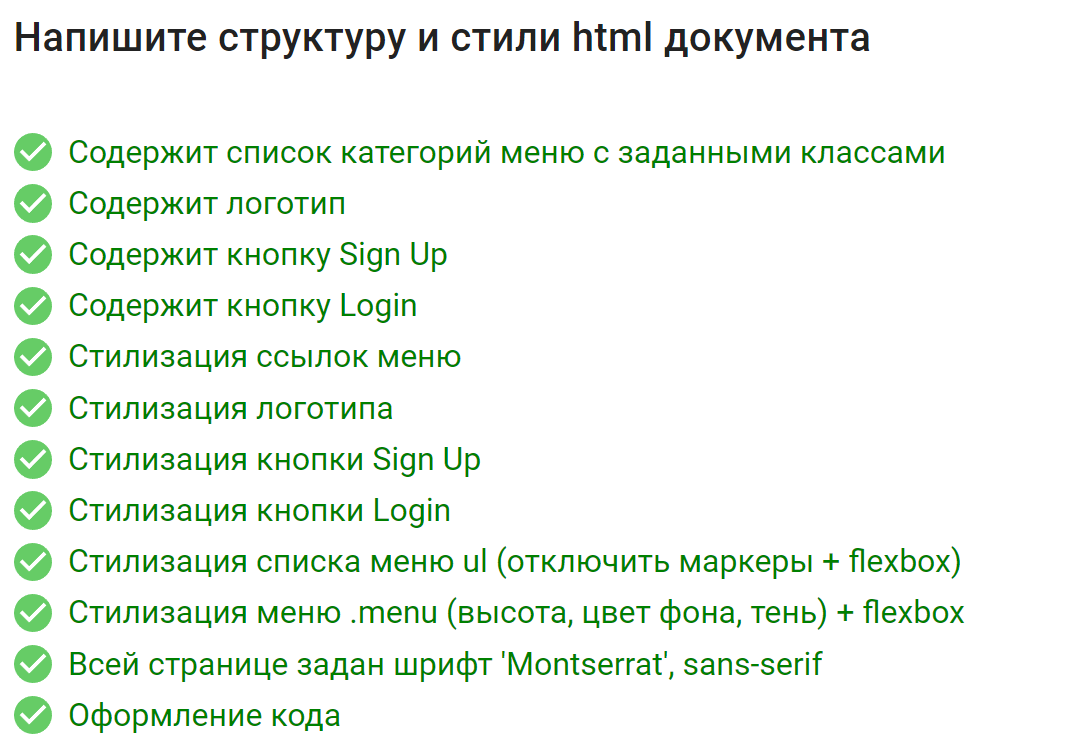 Напишите структуру и стили html документа
Содержит список категорий меню с заданными классами
Содержит логотип
Содержит кнопку Sign Up
Содержит кнопку Login
Стилизация ссылок меню
Стилизация логотипа
Стилизация кнопки Sign Up
Стилизация кнопки Login
Стилизация списка меню ul (отключить маркеры + flexbox)
Стилизация меню .menu (высота, цвет фона, тень) + flexbox
Всей странице задан шрифт 'Montserrat', sans-serif
Оформление кода